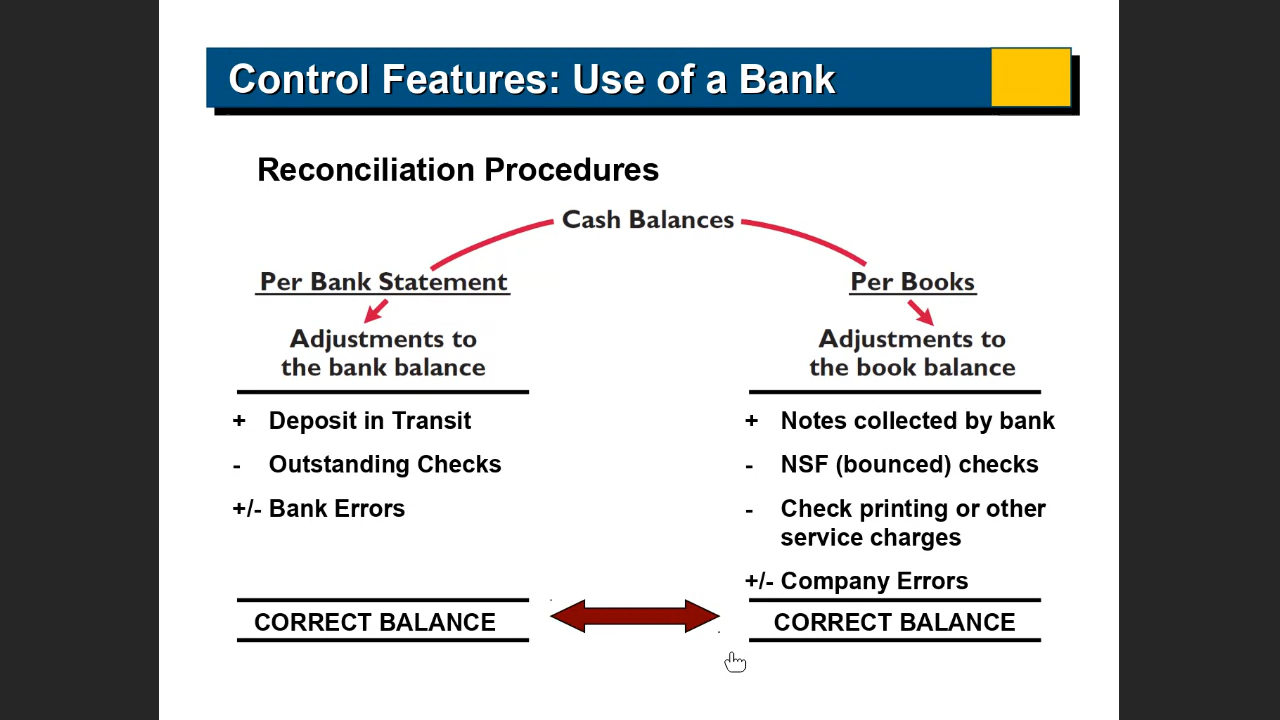 Control Features: Use of a Bank
Reconciliation Procedures
Cash Balances
Per Bank Statement
Adjustments to
the bank balance
+ Deposit in Transit
- Outstanding Checks
+/- Bank Errors
CORRECT BALANCE
Per Books
Adjustments to
the book balance
+ Notes collected by bank
- NSF (bounced) checks
- Check printing or other
service charges
+/- Company Errors
CORRECT BALANCE